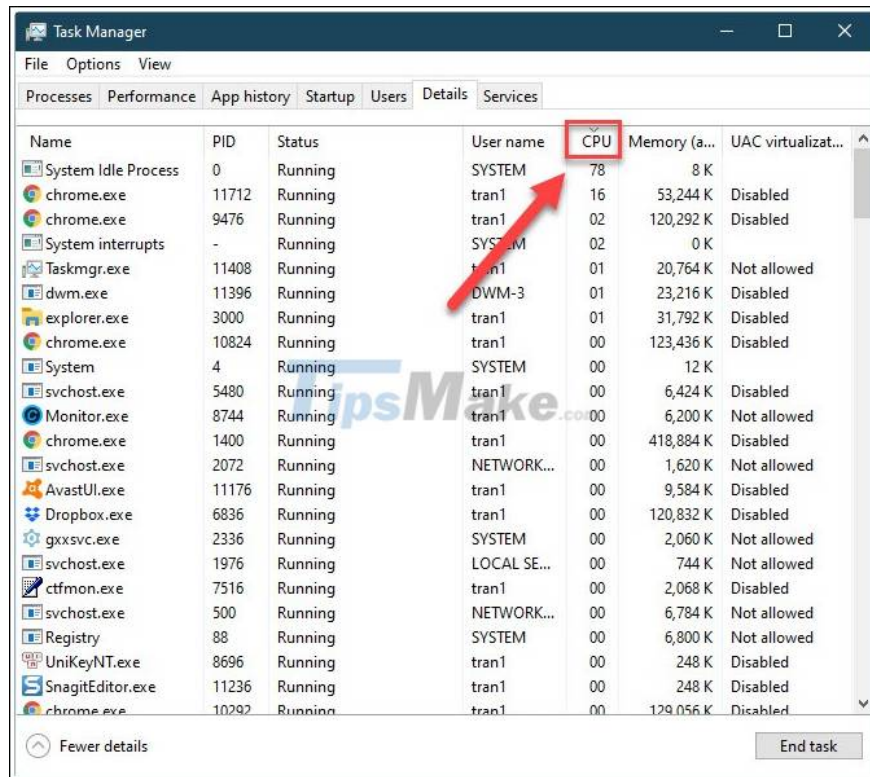 Task Manager
File Options View
Processes Performance App history Startup Users Details Services
Name PID Status User name CPU Memory (a... UAC virtualizat...
System Idle Process 0 Running SYSTEM 78 8 K
chrome.exe 11712 Running tran1 16 53,244 K Disabled
chrome.exe 9476 Running tran1 02 120,292 K Disabled
System interrupts - Running SYSTEM 02 0 K
Taskmgr.exe 11408 Running tran1 01 20,764 K Not allowed
dwm.exe 11396 Running DWM-3 01 23,216 K Disabled
explorer.exe 3000 Running tran1 01 31,792 K Disabled
chrome.exe 10824 Running tran1 00 123,436 K Disabled
System 4 Running SYSTEM 00 12 K
svchost.exe 5480 Running tran1 00 6,424 K Disabled
TipsMake.com
Monitor.exe 8744 Running tran1 00 6,200 K Not allowed
chrome.exe 1400 Running tran1 00 418,884 K Disabled
svchost.exe 2072 Running NETWORK... 00 1,620 K Not allowed
AvastUI.exe 11176 Running tran1 00 9,584 K Disabled
Dropbox.exe 6836 Running tran1 00 120,832 K Disabled
gxxsvc.exe 2336 Running SYSTEM 00 2,060 K Not allowed
svchost.exe 1976 Running LOCAL SE... 00 744 K Not allowed
ctfmon.exe 7516 Running tran1 00 2,068 K Disabled
svchost.exe 500 Running NETWORK... 00 6,784 K Not allowed
Registry 88 Running SYSTEM 00 6,800 K Not allowed
UniKeyNT.exe 8696 Running tran1 00 248 K Disabled
SnagitEditor.exe 11236 Running tran1 00 248 K Disabled
chrome.exe 10292 Running tran1 00 129,056 K Disabled
Fewer details End task